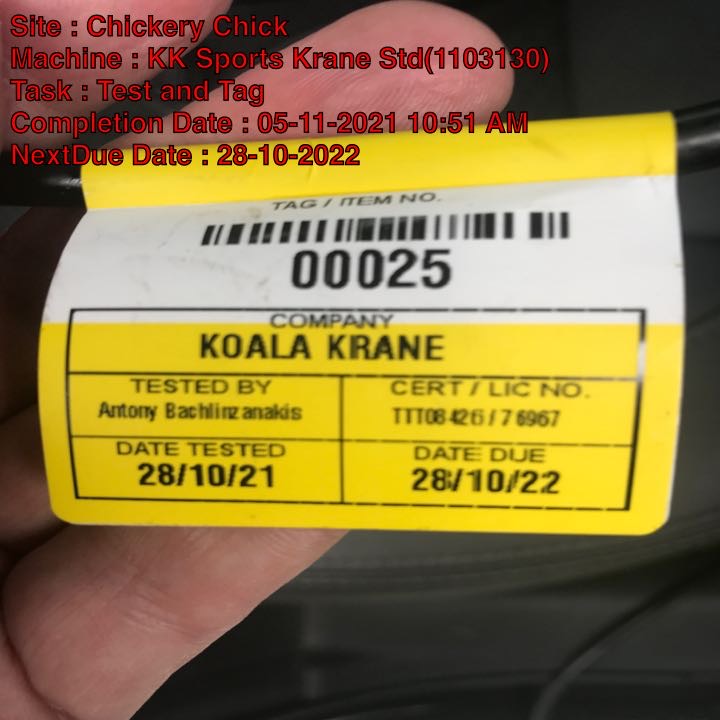 Site : Chickery Chick
Machine : KK Sports Krane Std(1103130)
Task : Test and Tag
Completion Date : 05-11-2021 10:51 AM
NextDue Date : 28-10-2022
TAG / ITEM NO.
00025
COMPANY
KOALA KRANE
TESTED BY
CERT / LIC NO.
Antony Bachlinzanakis
TTT08426 / 76967
DATE TESTED
DATE DUE
28/10/21
28/10/22